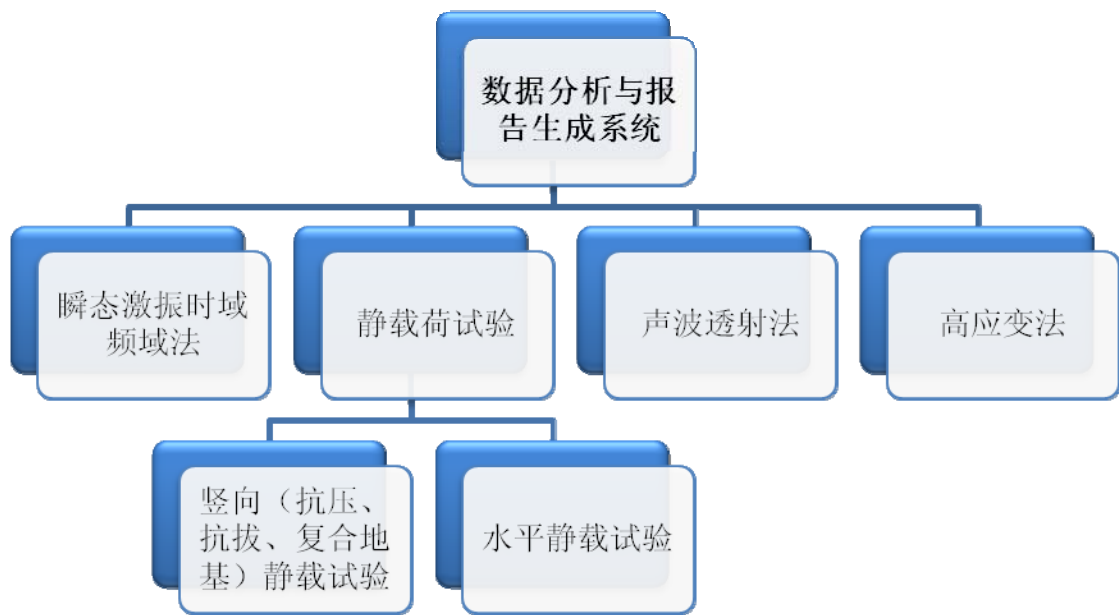 数据分析与报
告生成系统
瞬态激振时域
频域法
静载荷试验
声波透射法
高应变法
竖向（抗压、
抗拔、复合地
基）静载试验
水平静载试验